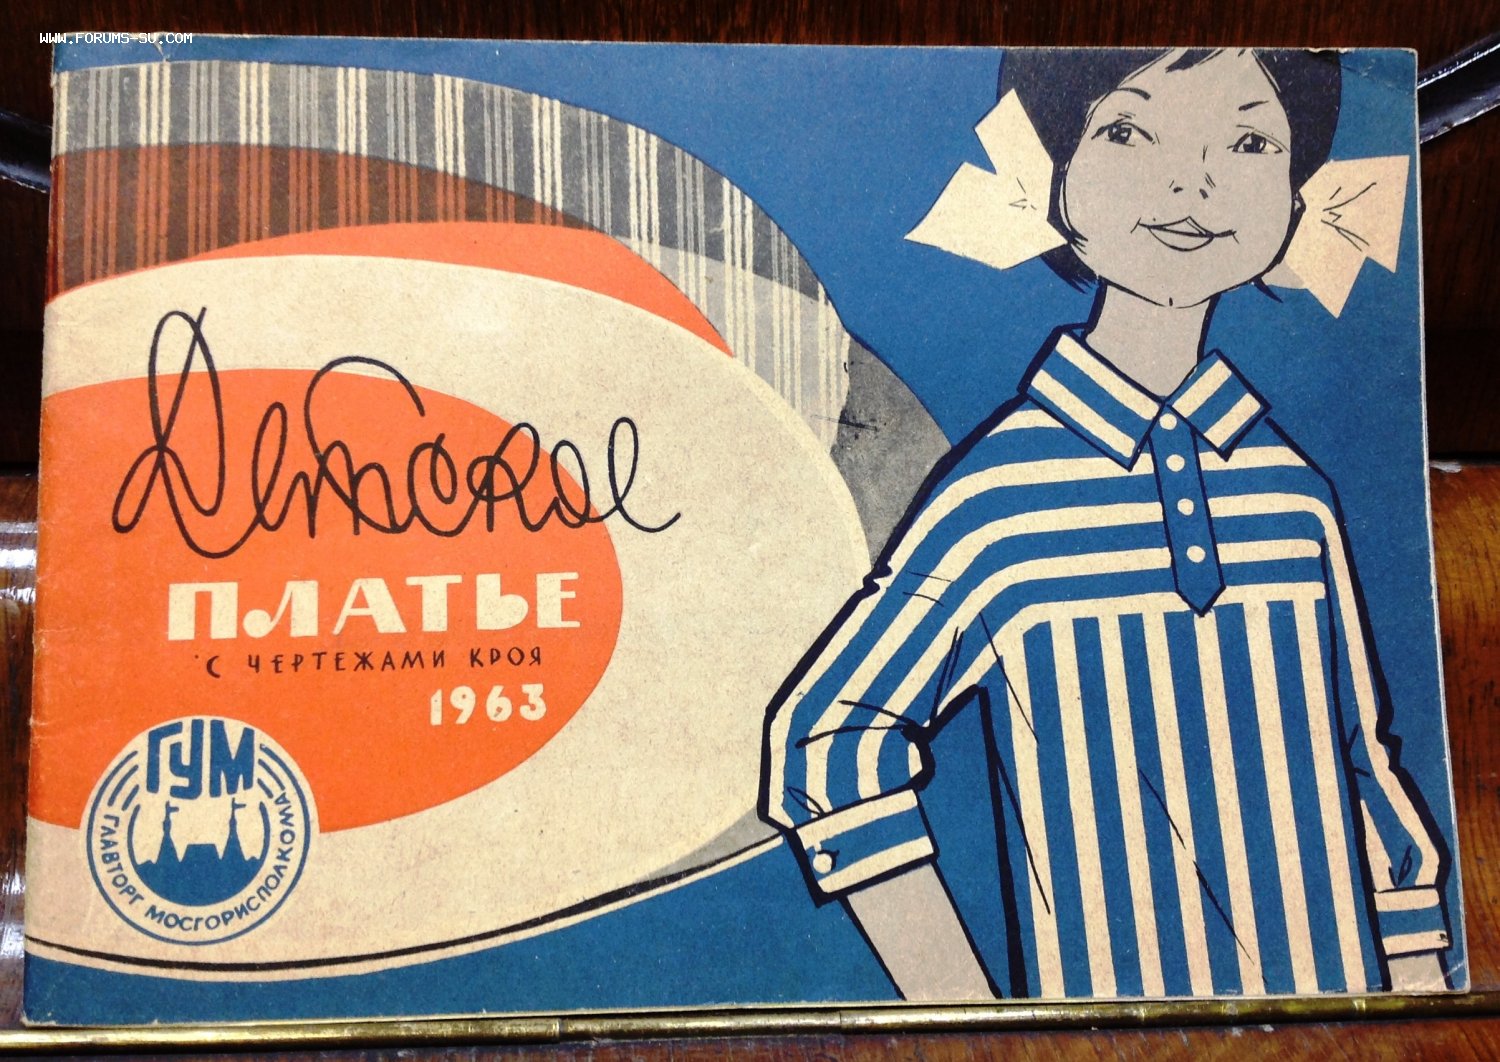 WWW.FORUMS-SU.COM
Детское
ПЛАТЬЕ
С ЧЕРТЕЖАМИ КРОЯ
1963
ГУМ
ГЛАВТОРГ МОСГОРИСПОЛКОМА